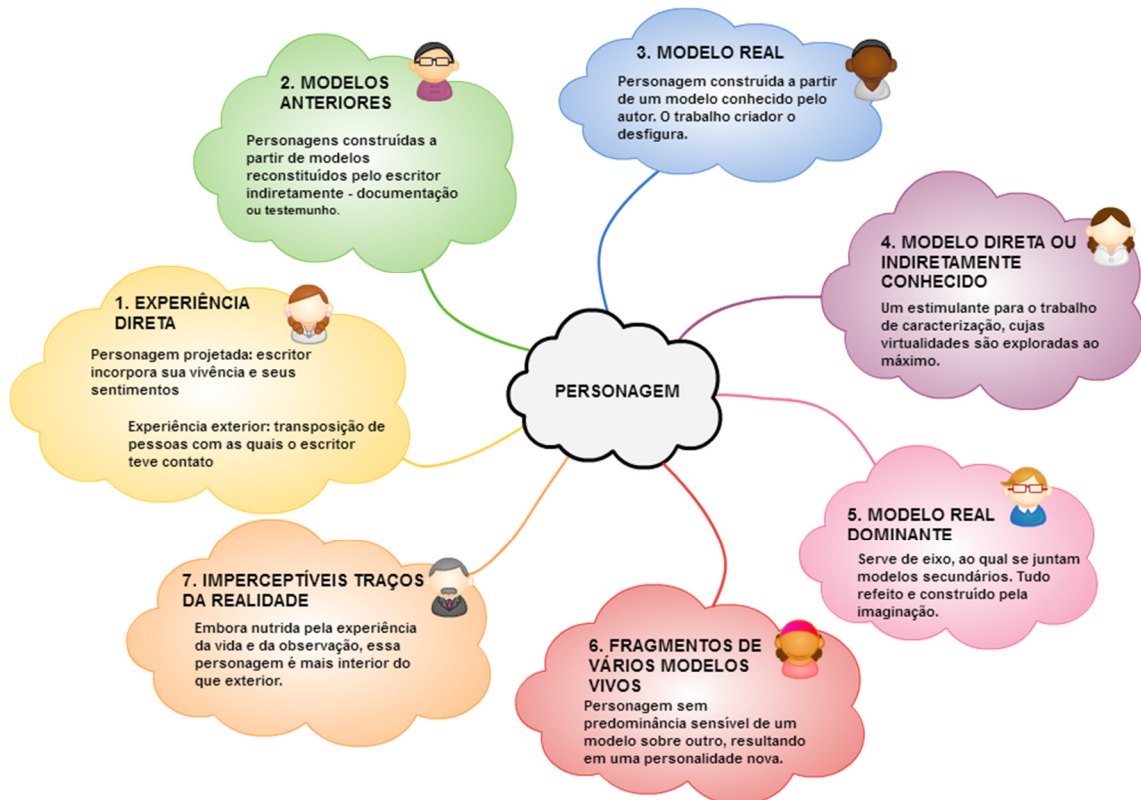 PERSONAGEM
1. EXPERIÊNCIA
DIRETA
Personagem projetada: escritor
incorpora sua vivência e seus
sentimentos
Experiência exterior: transposição de
pessoas com as quais o escritor
teve contato
2. MODELOS
ANTERIORES
Personagens construídas a
partir de modelos
reconstituídos pelo escritor
indiretamente - documentação
ou testemunho.
3. MODELO REAL
Personagem construída a partir
de um modelo conhecido pelo
autor. O trabalho criador o
desfigura.
4. MODELO DIRETA OU
INDIRETAMENTE
CONHECIDO
Um estimulante para o trabalho
de caracterização, cujas
virtualidades são exploradas ao
máximo.
5. MODELO REAL
DOMINANTE
Serve de eixo, ao qual se juntam
modelos secundários. Tudo
refeito e construído pela
imaginação.
6. FRAGMENTOS DE
VÁRIOS MODELOS
VIVOS
Personagem sem
predominância sensível de um
modelo sobre outro, resultando
em uma personalidade nova.
7. IMPERCEPTÍVEIS TRAÇOS
DA REALIDADE
Embora nutrida pela experiência
da vida e da observação, essa
personagem é mais interior do
que exterior.